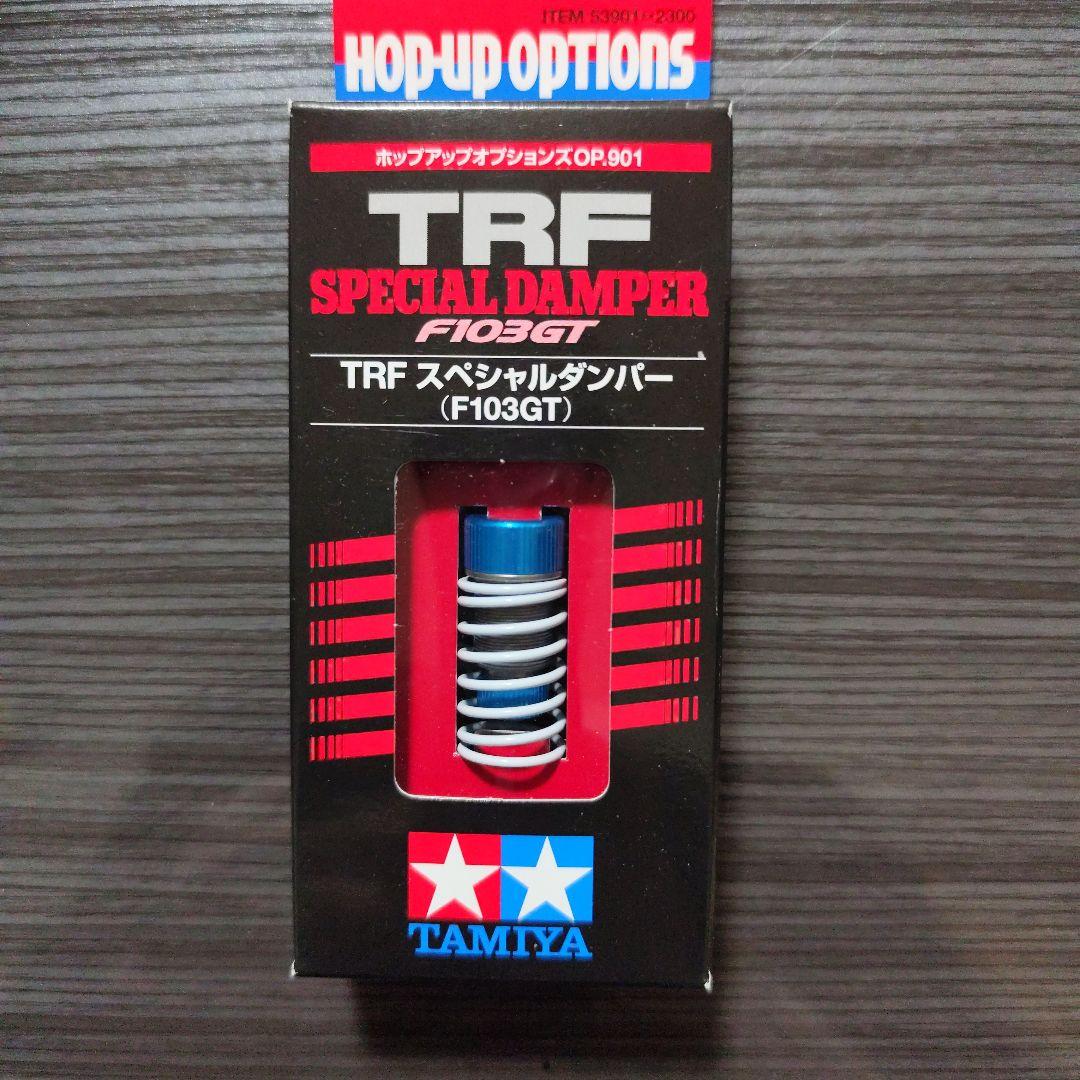 ITEM 53901··2300
HOP-UP OPTIONS
ホップアップオプションズOP.901
TRF
SPECIAL DAMPER
F103GT
TRF スペシャルダンパー
(F103GT)
TAMIYA